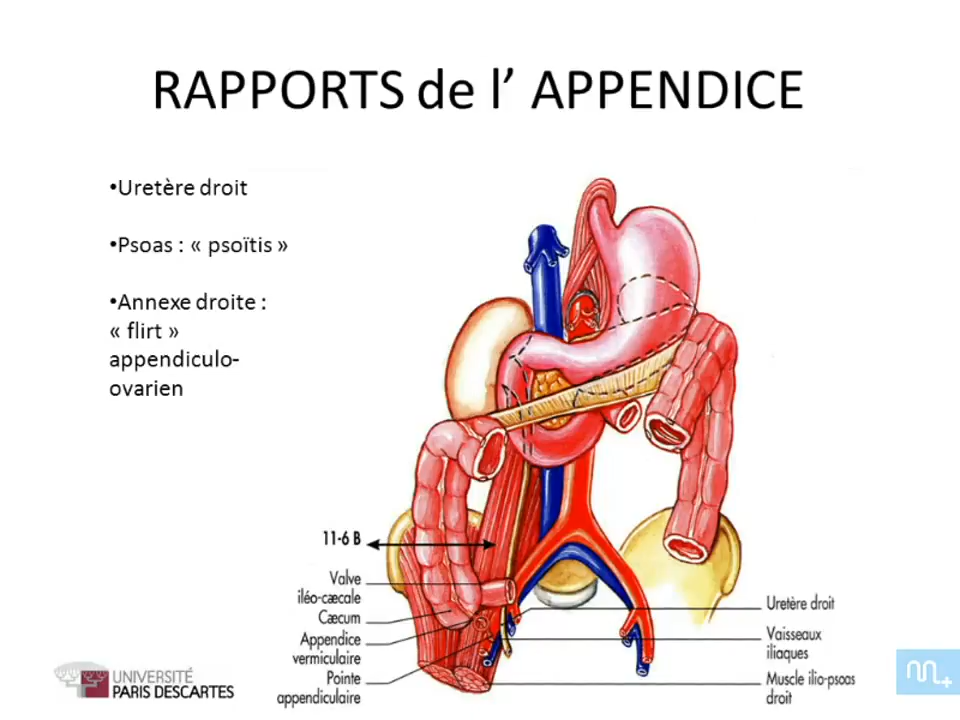 RAPPORTS de l’ APPENDICE
•Uretère droit
•Psoas : « psoïtis »
•Annexe droite :
« flirt »
appendiculo-
ovarien
11-6 B
Valve
iléo-cæcale
Cæcum
Appendice
vermiculaire
Pointe
appendiculaire
Uretère droit
Vaisseaux
iliaques
Muscle ilio-psoas
droit
UNIVERSITÉ
PARIS DESCARTES